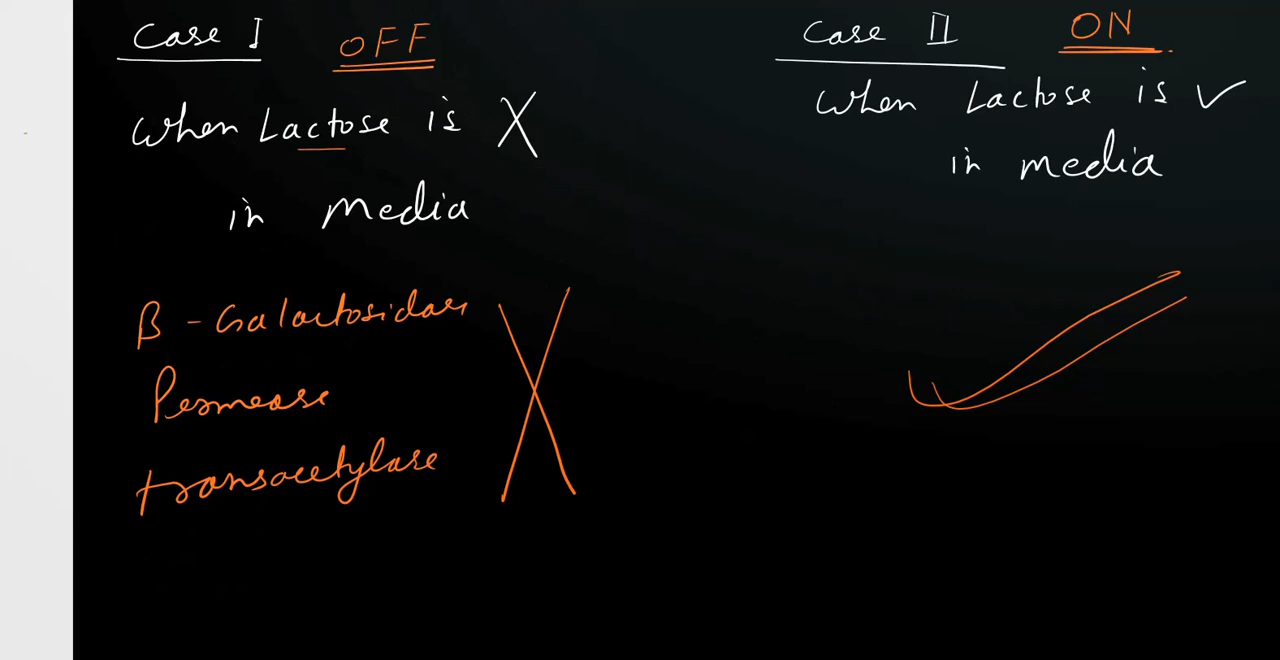 Case I OFF
When Lactose is X
in media
β - Galactosidase
Permease
transacetylase
Case II ON
When Lactose is ✓
in media